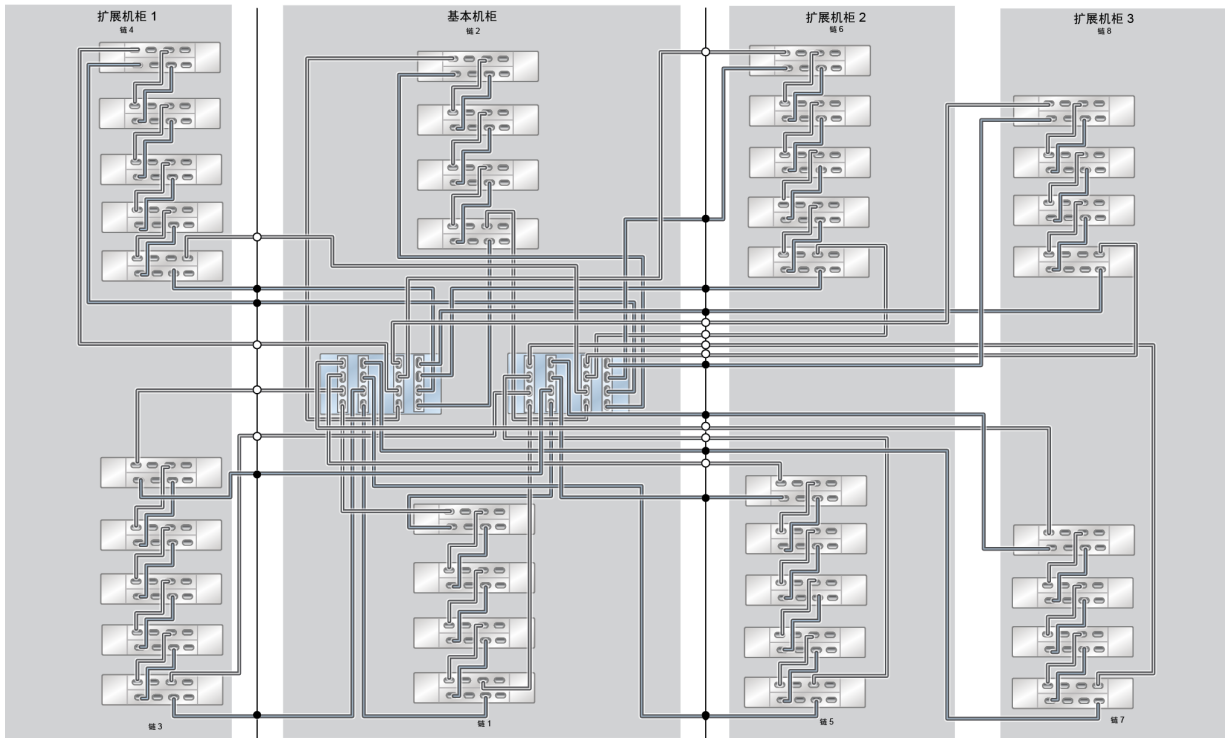 扩展机柜 1
链 4
基本机柜
链 2
扩展机柜 2
链 6
扩展机柜 3
链 8
链 3
链 1
链 5
链 7